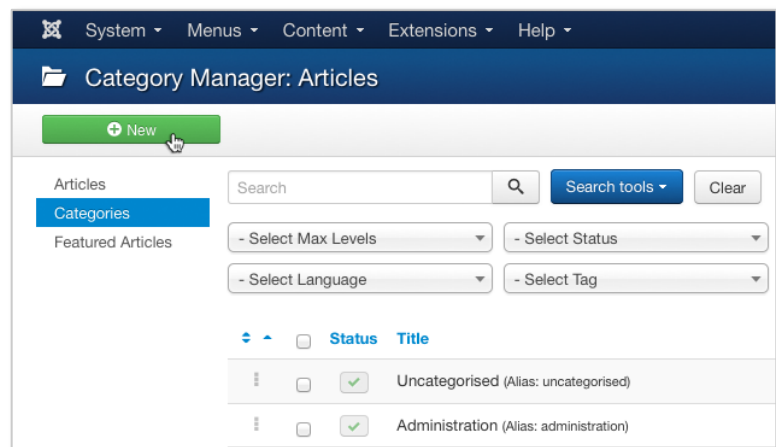 System Menus Content Extensions Help
Category Manager: Articles
New
Articles
Categories
Featured Articles
Search Search tools Clear
- Select Max Levels - Select Status
- Select Language - Select Tag
Status Title
Uncategorised (Alias: uncategorised)
Administration (Alias: administration)